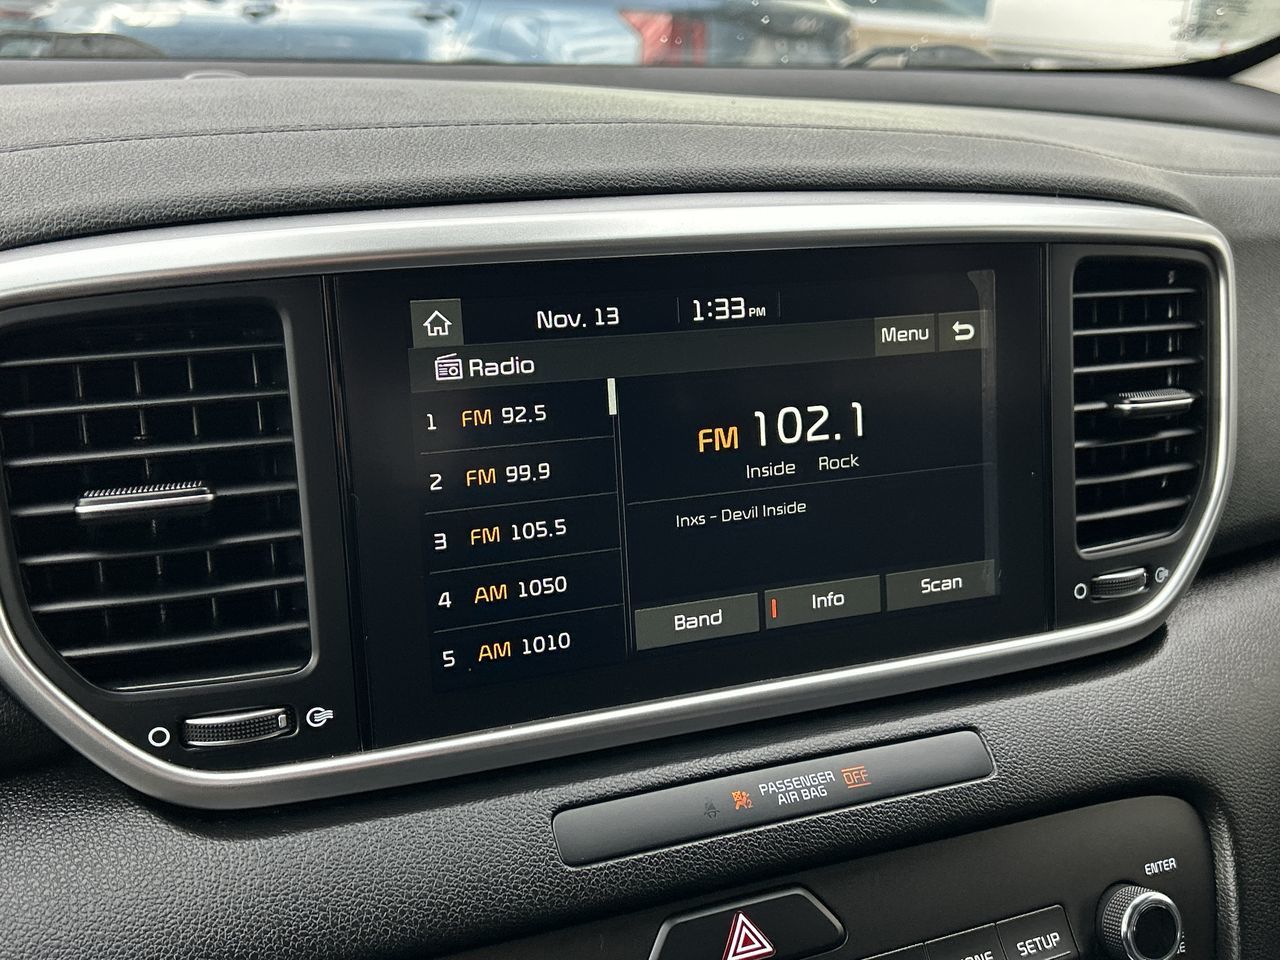 Nov. 13
1:33 PM
Menu
Radio
1 FM 92.5
2 FM 99.9
3 FM 105.5
4 AM 1050
5 AM 1010
FM 102.1
Inside Rock
Inxs - Devil Inside
Band
Info
Scan
PASSENGER
AIR BAG
OFF
ENTER
SETUP